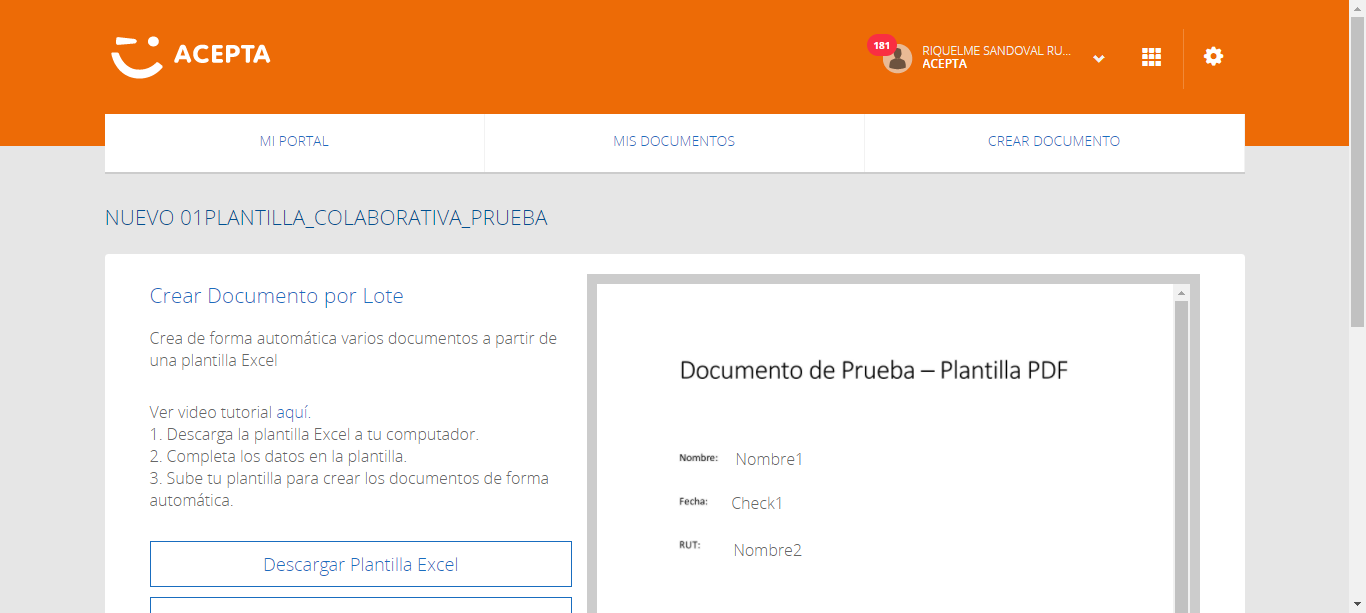 ACEPTA
181
RIQUELME SANDOVAL RU...
ACEPTA
MI PORTAL
MIS DOCUMENTOS
CREAR DOCUMENTO
NUEVO 01PLANTILLA_COLABORATIVA_PRUEBA
Crear Documento por Lote
Crea de forma automática varios documentos a partir de
una plantilla Excel
Ver video tutorial aquí.
1. Descarga la plantilla Excel a tu computador.
2. Completa los datos en la plantilla.
3. Sube tu plantilla para crear los documentos de forma
automática.
Descargar Plantilla Excel
Documento de Prueba – Plantilla PDF
Nombre: Nombre1
Fecha: Check1
RUT: Nombre2